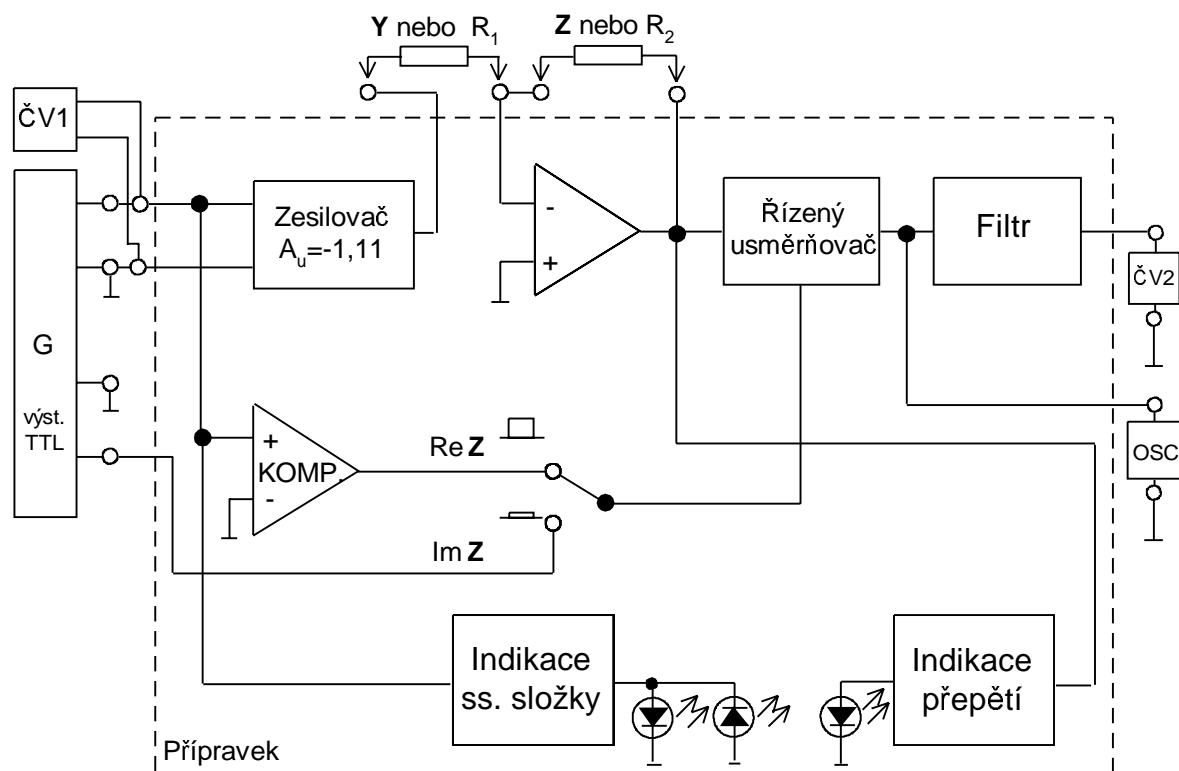 Y nebo R1
Z nebo R2
ČV1
Zesilovač
Au=-1,11
-
+
Řízený
usměrňovač
Filtr
ČV2
G
výst.
TTL
+
KOMP.
-
Re Z
Im Z
OSC
Indikace
ss. složky
Indikace
přepětí
Přípravek